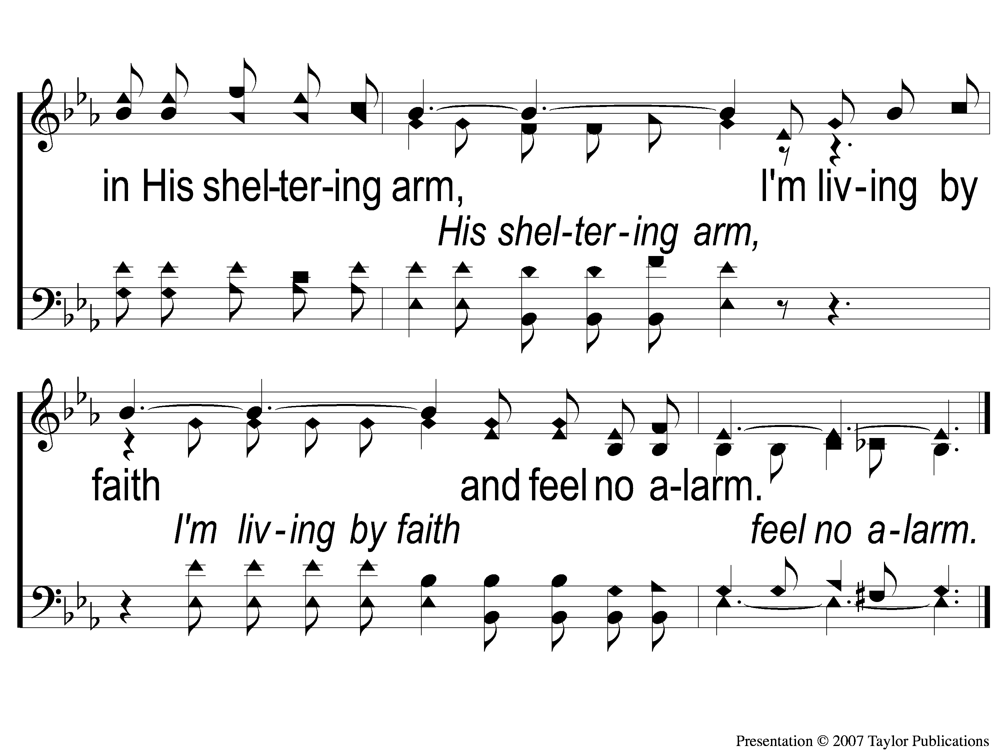 in His shel-ter-ing arm, I'm liv-ing by
His shel-ter-ing arm,
faith and feel no a-larm.
I'm liv-ing by faith feel no a-larm.
Presentation © 2007 Taylor Publications